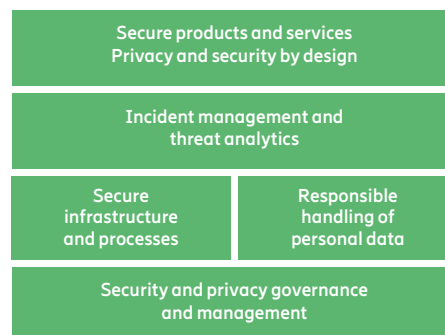 Secure products and services
Privacy and security by design
Incident management and
threat analytics
Secure
infrastructure
and processes
Responsible
handling of
personal data
Security and privacy governance
and management